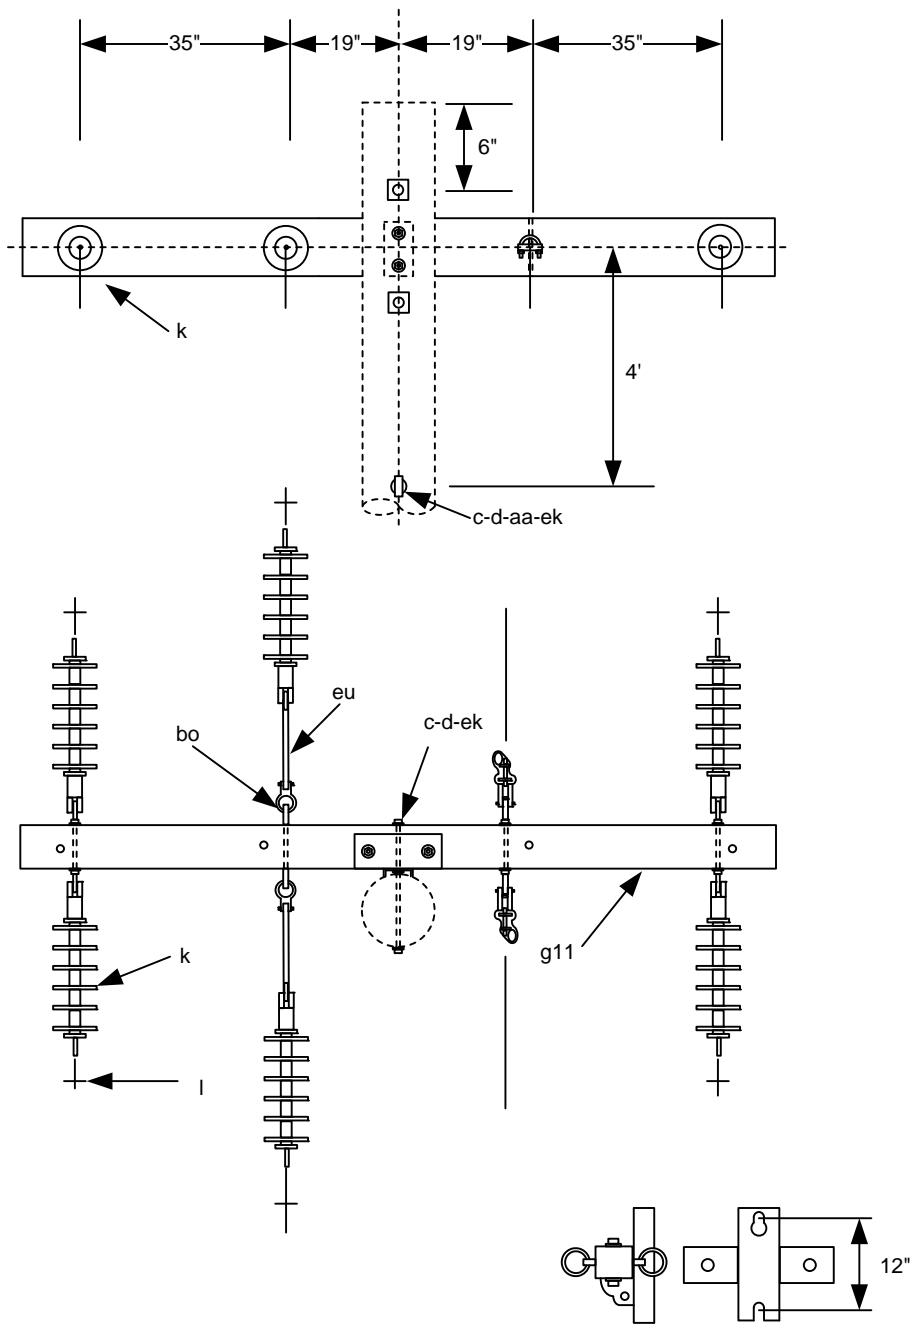 35" 19" 19" 35"
6"
k
4'
c-d-aa-ek
eu
c-d-ek
bo
g11
k
l
12"